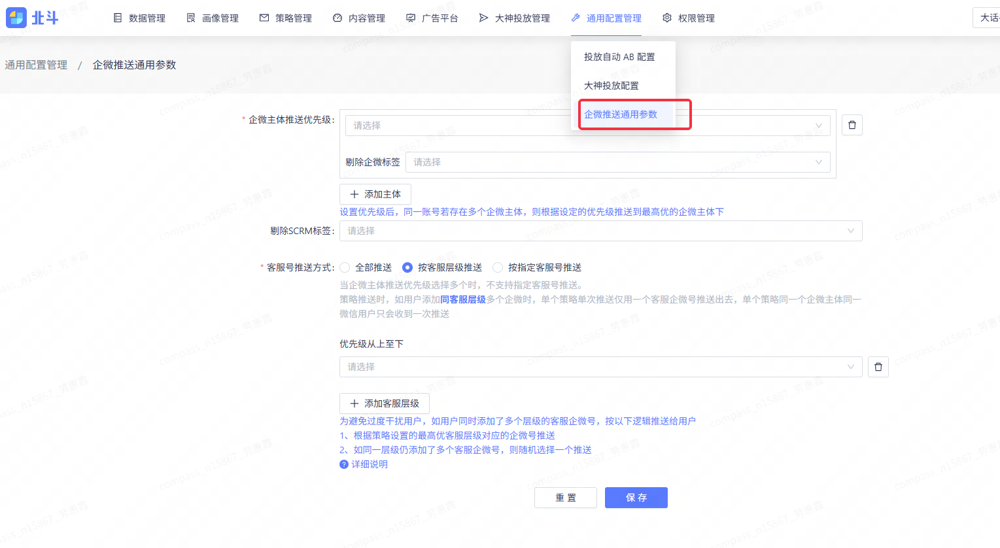 北斗
数据管理
画像管理
策略管理
内容管理
广告平台
大神投放管理
通用配置管理
权限管理
大话
投放自动 AB 配置
大神投放配置
企微推送通用参数
通用配置管理 / 企微推送通用参数
* 企微主体推送优先级:
请选择
剔除企微标签
请选择
添加主体
设置优先级后，同一账号若存在多个企微主体，则根据设定的优先级推送到最高优的企微主体下
剔除SCRM标签:
请选择
* 客服号推送方式:
全部推送
按客服层级推送
按指定客服号推送
当企微主体推送优先级选择多个时，不支持指定客服号推送。
策略推送时，如用户添加同客服层级多个企微时，单个策略单次推送仅用一个客服企微号推送出去，单个策略同一个企微主体同一
微信用户只会收到一次推送
优先级从上至下
请选择
添加客服层级
为避免过度干扰用户，如用户同时添加了多个层级的客服企微号，按以下逻辑推送给用户
1、根据策略设置的最高优客服层级对应的企微号推送
2、如同一层级仍添加了多个客服企微号，则随机选择一个推送
? 详细说明
重 置
保 存
compass_n15867_劳惠霞